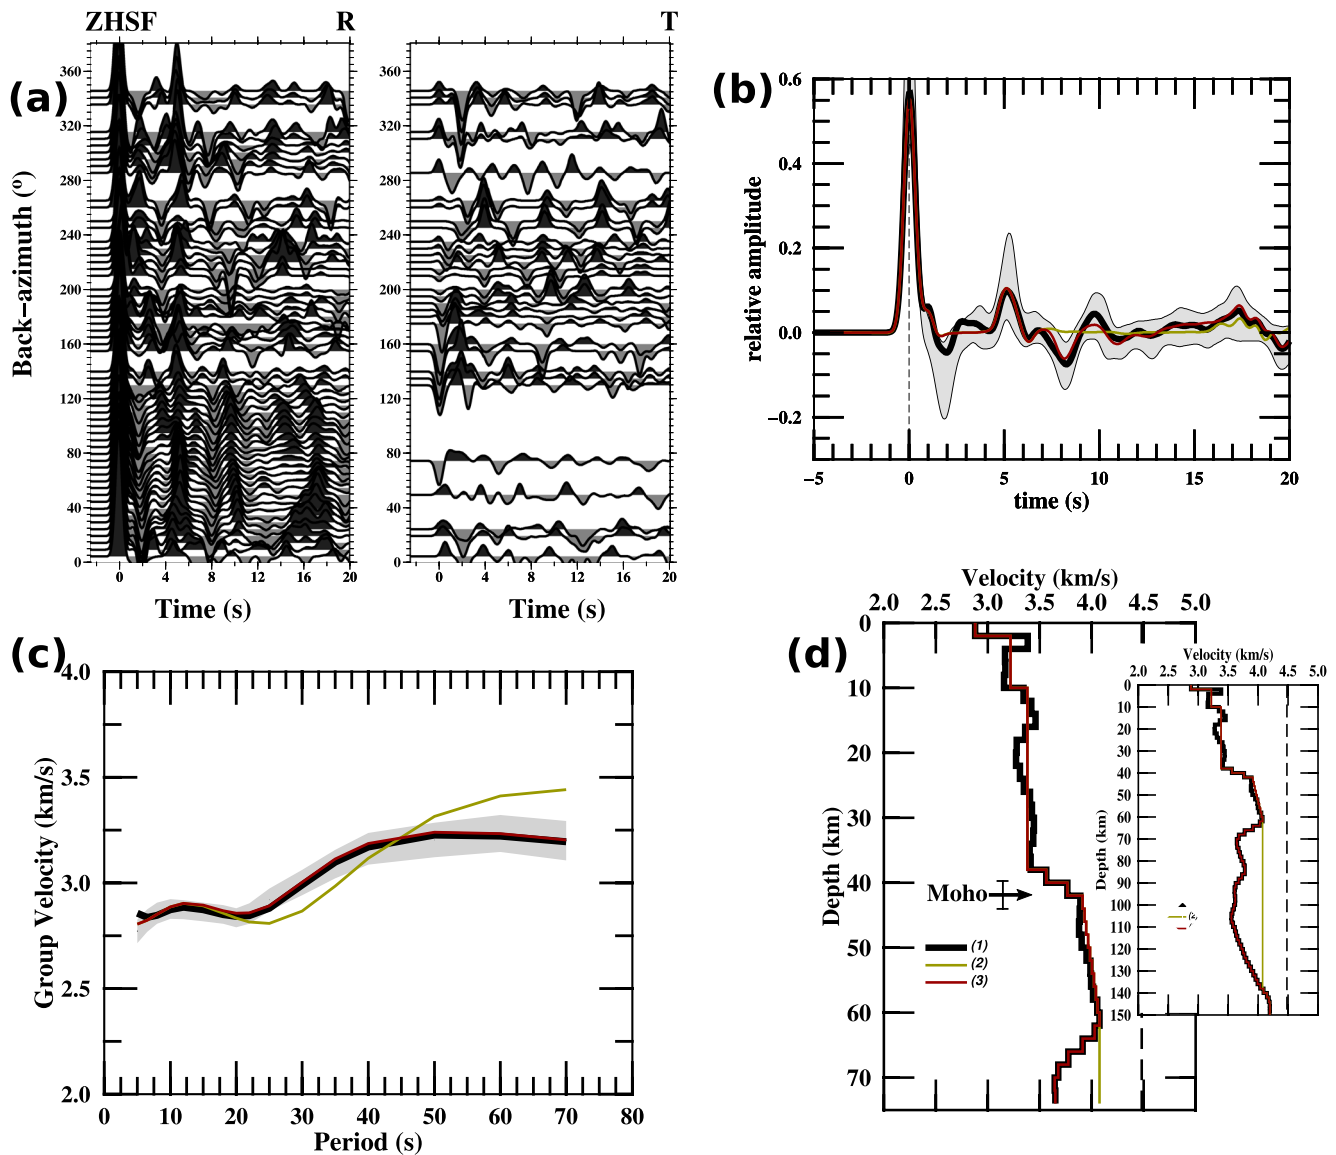 ZHSF R T
(a)
360
320
280
240
200
160
120
80
40
0
Back-azimuth (°)
0 4 8 12 16 20
0 4 8 12 16 20
Time (s) Time (s)
(b)
0.6
0.4
0.2
0.0
-0.2
relative amplitude
-5 0 5 10 15 20
time (s)
(c)
4.0
3.5
3.0
2.5
2.0
Group Velocity (km/s)
0 10 20 30 40 50 60 70 80
Period (s)
(d)
Velocity (km/s)
2.0 2.5 3.0 3.5 4.0 4.5 5.0
0
10
20
30
40
50
60
70
Depth (km)
Moho
(1)
(2)
(3)
Velocity (km/s)
2.0 2.5 3.0 3.5 4.0 4.5 5.0
0
10
20
30
40
50
60
70
80
90
100
110
120
130
140
150
Depth (km)